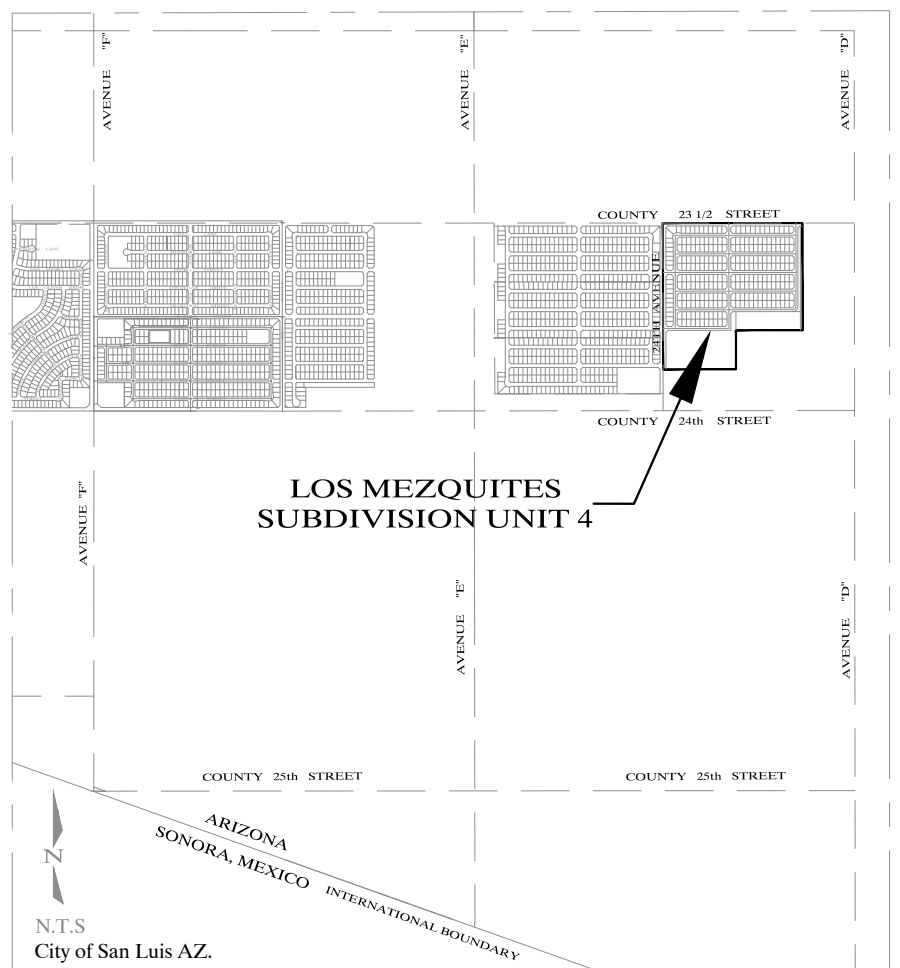 AVENUE "F"
AVENUE "E"
AVENUE "D"
COUNTY 23 1/2 STREET
24TH AVENUE
COUNTY 24th STREET
LOS MEZQUITES
SUBDIVISION UNIT 4
AVENUE "F"
AVENUE "E"
AVENUE "D"
COUNTY 25th STREET
COUNTY 25th STREET
ARIZONA
SONORA, MEXICO
INTERNATIONAL BOUNDARY
N
N.T.S
City of San Luis AZ.